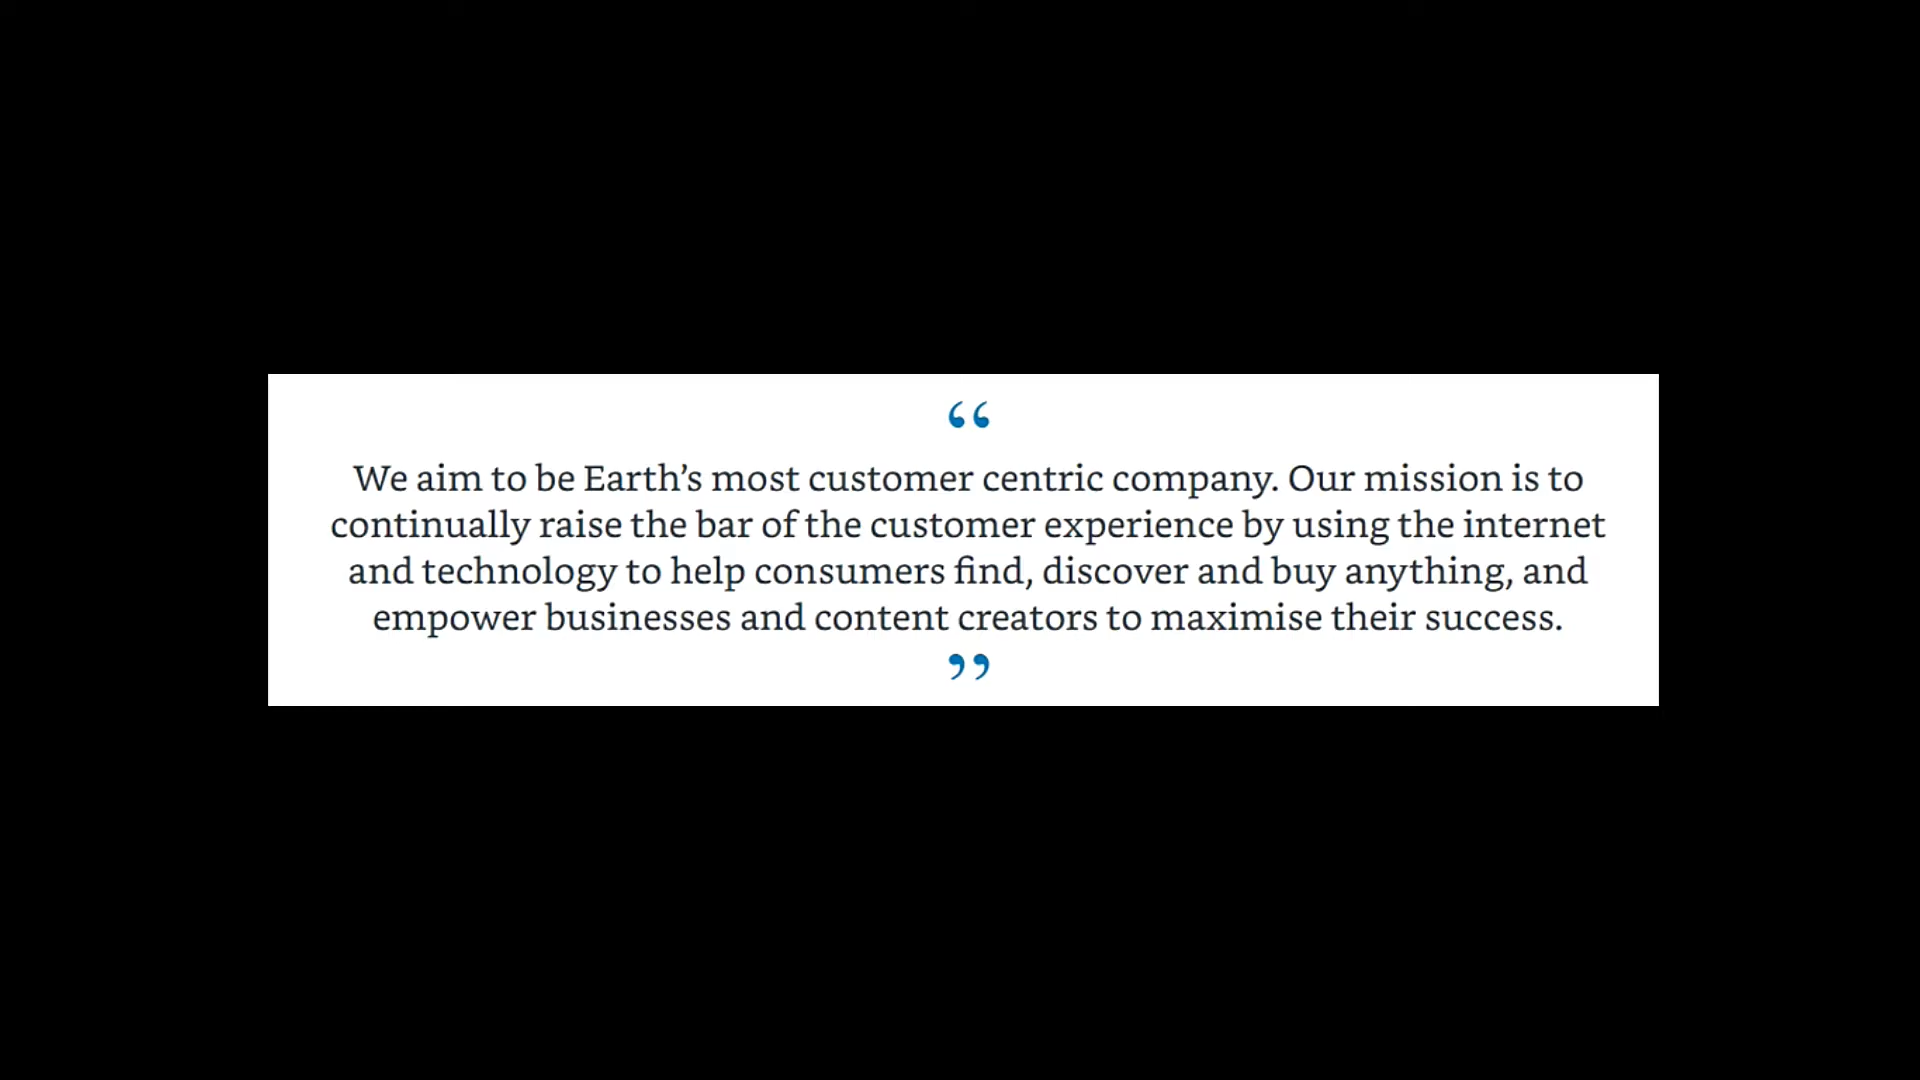 “
We aim to be Earth’s most customer centric company. Our mission is to
continually raise the bar of the customer experience by using the internet
and technology to help consumers find, discover and buy anything, and
empower businesses and content creators to maximise their success.
”